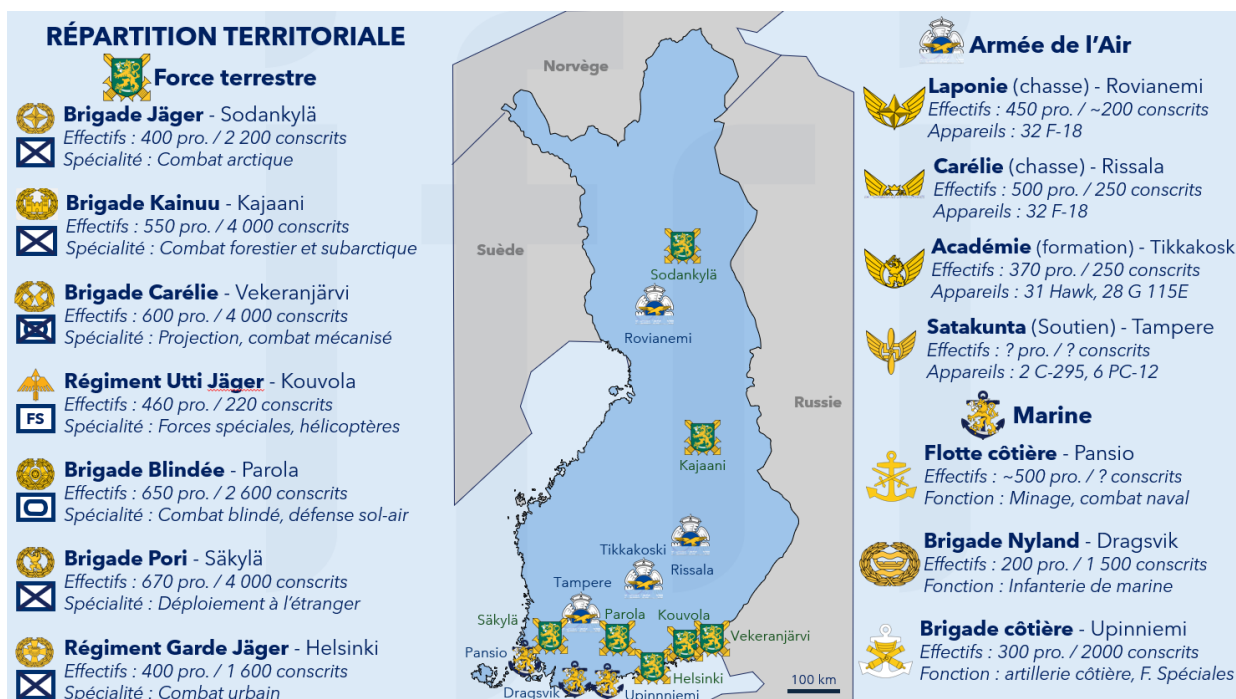 RÉPARTITION TERRITORIALE
Force terrestre
Brigade Jäger - Sodankylä
Effectifs : 400 pro. / 2 200 conscrits
Spécialité : Combat arctique
Brigade Kainuu - Kajaani
Effectifs : 550 pro. / 4 000 conscrits
Spécialité : Combat forestier et subarctique
Brigade Carélie - Vekeranjärvi
Effectifs : 600 pro. / 4 000 conscrits
Spécialité : Projection, combat mécanisé
Régiment Utti Jäger - Kouvola
FS
Effectifs : 460 pro. / 220 conscrits
Spécialité : Forces spéciales, hélicoptères
Brigade Blindée - Parola
Effectifs : 650 pro. / 2 600 conscrits
Spécialité : Combat blindé, défense sol-air
Brigade Pori - Säkylä
Effectifs : 670 pro. / 4 000 conscrits
Spécialité : Déploiement à l'étranger
Régiment Garde Jäger - Helsinki
Effectifs : 400 pro. / 1 600 conscrits
Spécialité : Combat urbain
Norvège
Suède
Russie
Sodankylä
Rovianemi
Kajaani
Tikkakoski
Rissala
Tampere
Säkylä
Parola
Kouvola
Vekeranjärvi
Pansio
Helsinki
Dragsvik
Upinnniemi
100 km
Armée de l'Air
Laponie (chasse) - Rovianemi
Effectifs : 450 pro. / ~200 conscrits
Appareils : 32 F-18
Carélie (chasse) - Rissala
Effectifs : 500 pro. / 250 conscrits
Appareils : 32 F-18
Académie (formation) - Tikkakosk
Effectifs : 370 pro. / 250 conscrits
Appareils : 31 Hawk, 28 G 115E
Satakunta (Soutien) - Tampere
Effectifs : ? pro. / ? conscrits
Appareils : 2 C-295, 6 PC-12
Marine
Flotte côtière - Pansio
Effectifs : ~500 pro. / ? conscrits
Fonction : Minage, combat naval
Brigade Nyland - Dragsvik
Effectifs : 200 pro. / 1 500 conscrits
Fonction : Infanterie de marine
Brigade côtière - Upinniemi
Effectifs : 300 pro. / 2000 conscrits
Fonction : artillerie côtière, F. Spéciales